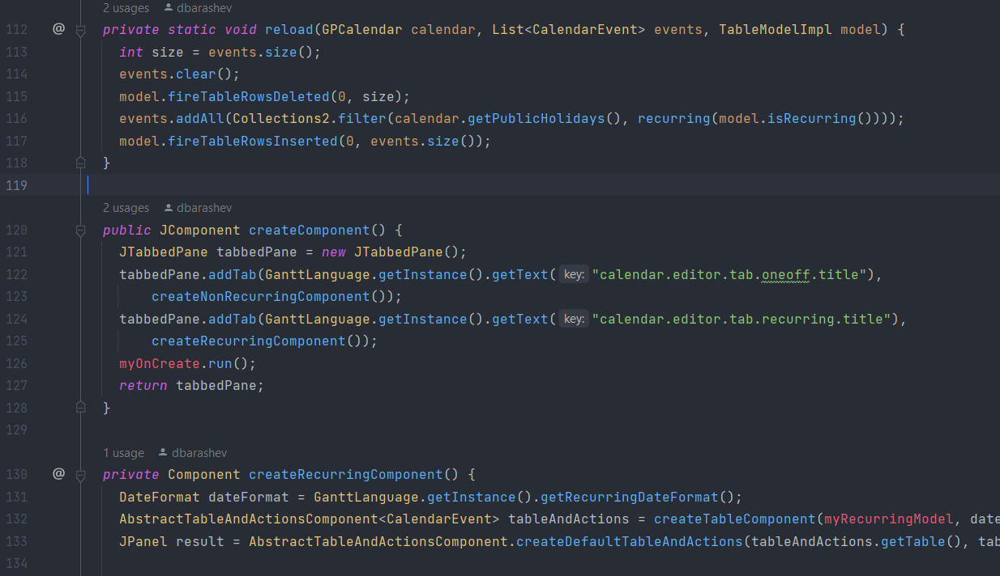 2 usages dbarashev
112 @ private static void reload(GPCalendar calendar, List<CalendarEvent> events, TableModelImpl model) {
113 int size = events.size();
114 events.clear();
115 model.fireTableRowsDeleted(0, size);
116 events.addAll(Collections2.filter(calendar.getPublicHolidays(), recurring(model.isRecurring())));
117 model.fireTableRowsInserted(0, events.size());
118 }
119
2 usages dbarashev
120 public JComponent createComponent() {
121 JTabbedPane tabbedPane = new JTabbedPane();
122 tabbedPane.addTab(GanttLanguage.getInstance().getText( key: "calendar.editor.tab.oneoff.title"),
123 createNonRecurringComponent());
124 tabbedPane.addTab(GanttLanguage.getInstance().getText( key: "calendar.editor.tab.recurring.title"),
125 createRecurringComponent());
126 myOnCreate.run();
127 return tabbedPane;
128 }
129
1 usage dbarashev
130 @ private Component createRecurringComponent() {
131 DateFormat dateFormat = GanttLanguage.getInstance().getRecurringDateFormat();
132 AbstractTableAndActionsComponent<CalendarEvent> tableAndActions = createTableComponent(myRecurringModel, date
133 JPanel result = AbstractTableAndActionsComponent.createDefaultTableAndActions(tableAndActions.getTable(), tab
134